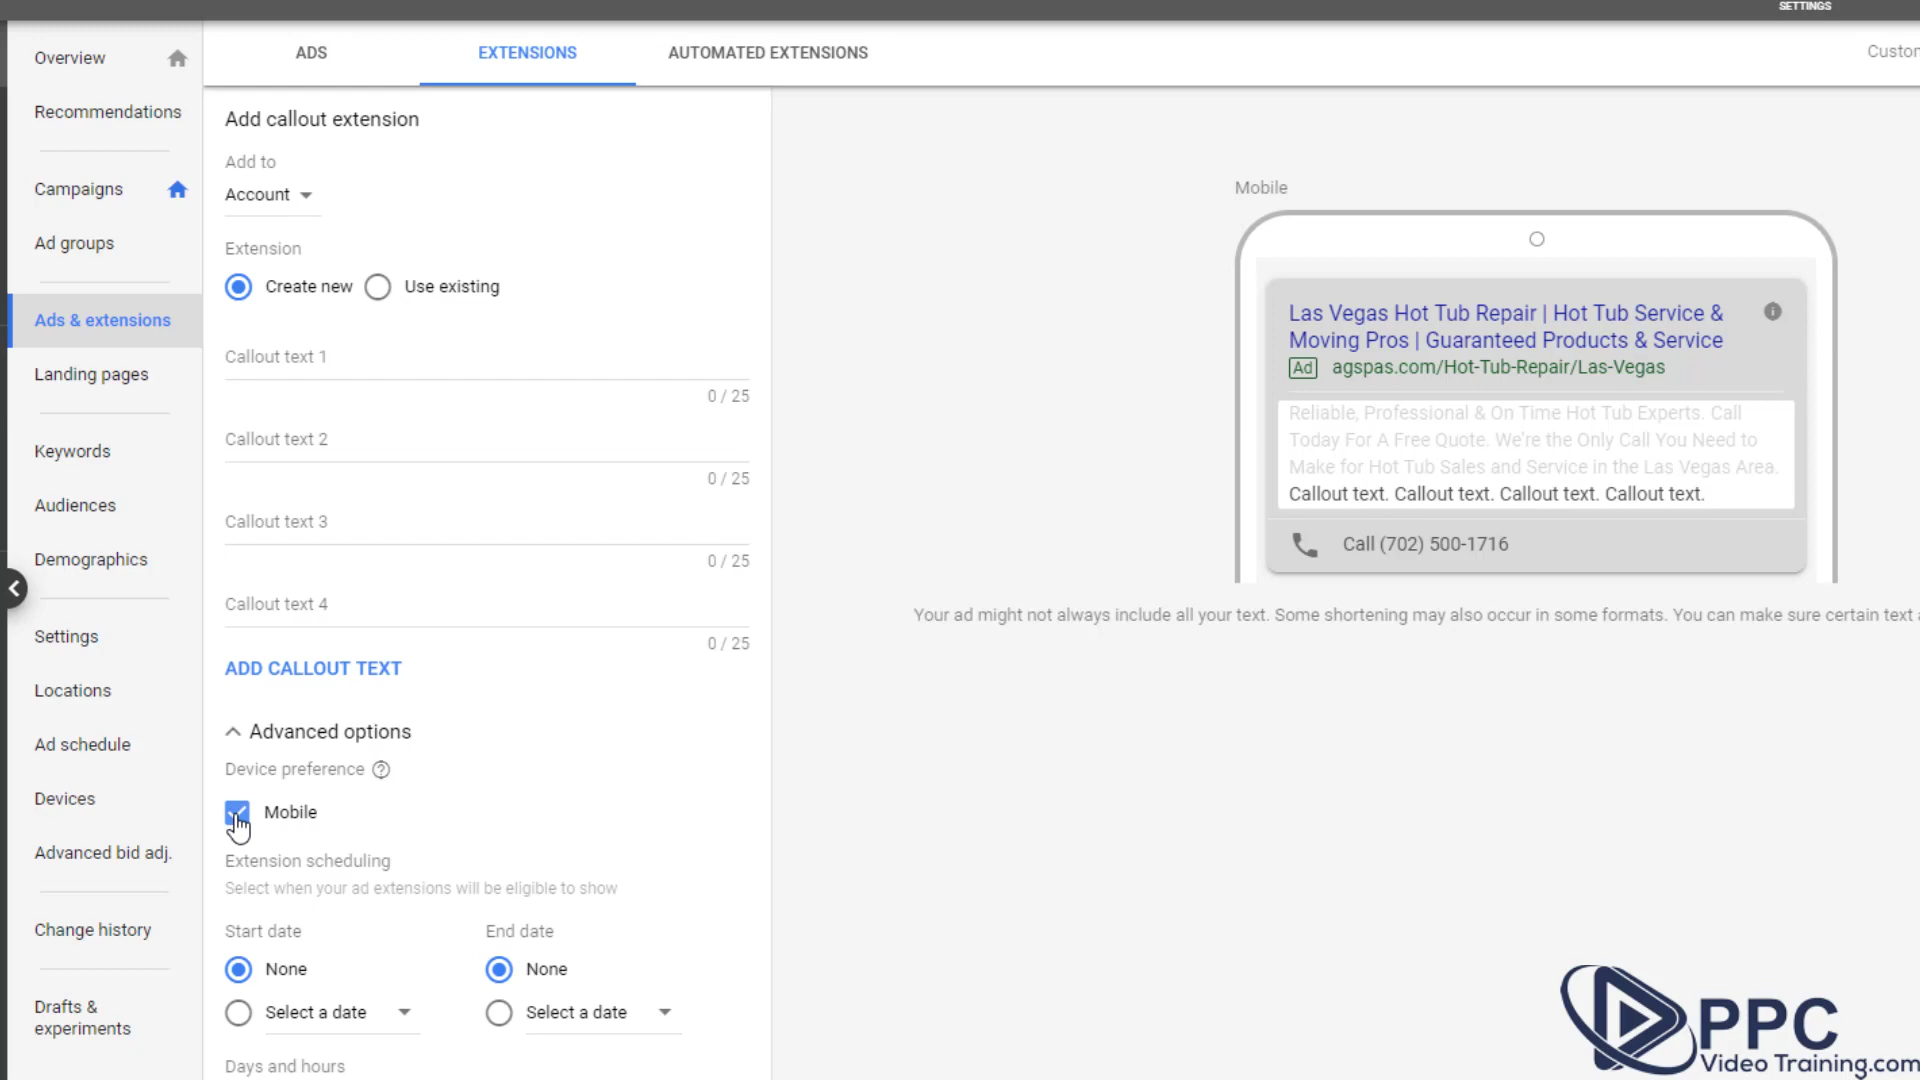 SETTINGS
Overview
Recommendations
Campaigns
Ad groups
Ads & extensions
Landing pages
Keywords
Audiences
Demographics
Settings
Locations
Ad schedule
Devices
Advanced bid adj.
Change history
Drafts &
experiments
ADS
EXTENSIONS
AUTOMATED EXTENSIONS
Custor
Add callout extension
Add to
Account
Extension
Create new
Use existing
Callout text 1
0 / 25
Callout text 2
0 / 25
Callout text 3
0 / 25
Callout text 4
0 / 25
ADD CALLOUT TEXT
Advanced options
Device preference
Mobile
Extension scheduling
Select when your ad extensions will be eligible to show
Start date
End date
None
None
Select a date
Select a date
Days and hours
Mobile
Las Vegas Hot Tub Repair | Hot Tub Service &
Moving Pros | Guaranteed Products & Service
Ad agspas.com/Hot-Tub-Repair/Las-Vegas
Reliable, Professional & On Time Hot Tub Experts. Call
Today For A Free Quote. We're the Only Call You Need to
Make for Hot Tub Sales and Service in the Las Vegas Area.
Callout text. Callout text. Callout text. Callout text.
Call (702) 500-1716
Your ad might not always include all your text. Some shortening may also occur in some formats. You can make sure certain text
PPC
Video Training.com